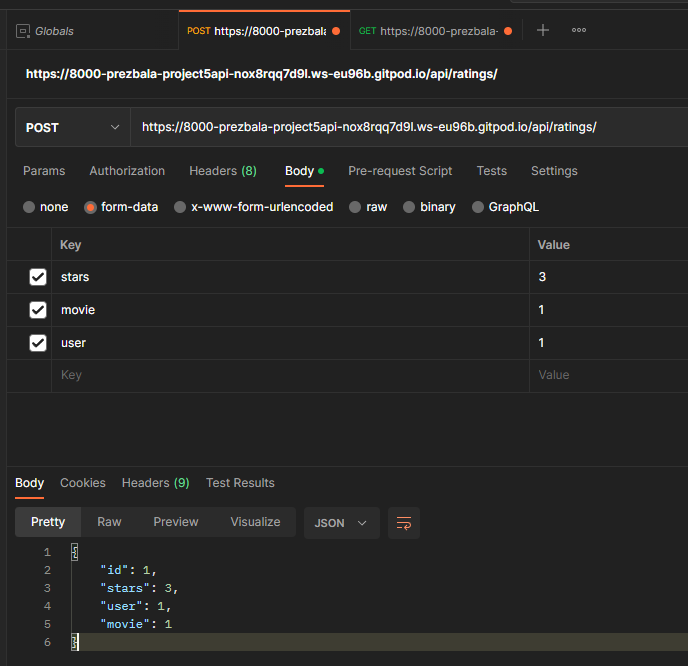 Globals POST https://8000-prezbala GET https://8000-prezbala-
https://8000-prezbala-project5api-nox8rqq7d9l.ws-eu96b.gitpod.io/api/ratings/
POST https://8000-prezbala-project5api-nox8rqq7d9l.ws-eu96b.gitpod.io/api/ratings/
Params Authorization Headers (8) Body Pre-request Script Tests Settings
none form-data x-www-form-urlencoded raw binary GraphQL
Key Value
stars 3
movie 1
user 1
Key Value
Body Cookies Headers (9) Test Results
Pretty Raw Preview Visualize JSON
1 {
2 "id": 1,
3 "stars": 3,
4 "user": 1,
5 "movie": 1
6 }